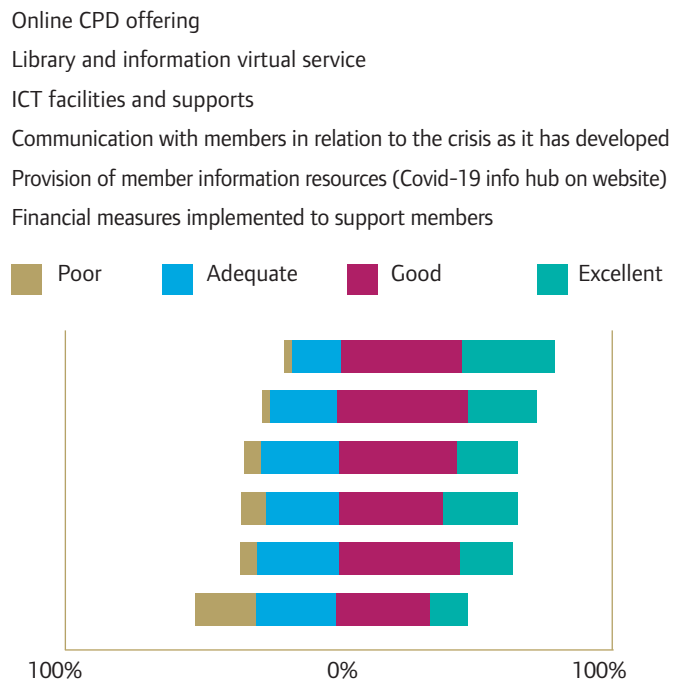 Online CPD offering
Library and information virtual service
ICT facilities and supports
Communication with members in relation to the crisis as it has developed
Provision of member information resources (Covid-19 info hub on website)
Financial measures implemented to support members
Poor Adequate Good Excellent
100% 0% 100%